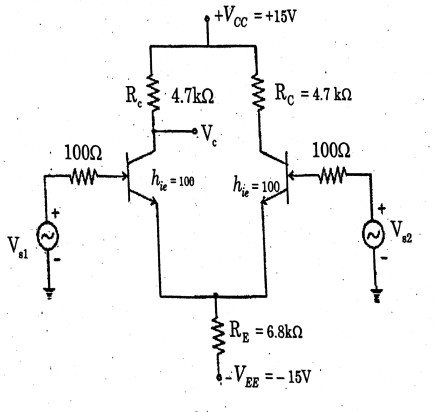 +V_CC = +15V
R_c 4.7kΩ
R_C = 4.7 kΩ
V_c
100Ω
100Ω
h_ie = 100
h_ie = 100
+
+
V_s1
V_s2
-
-
R_E = 6.8kΩ
-V_EE = - 15V